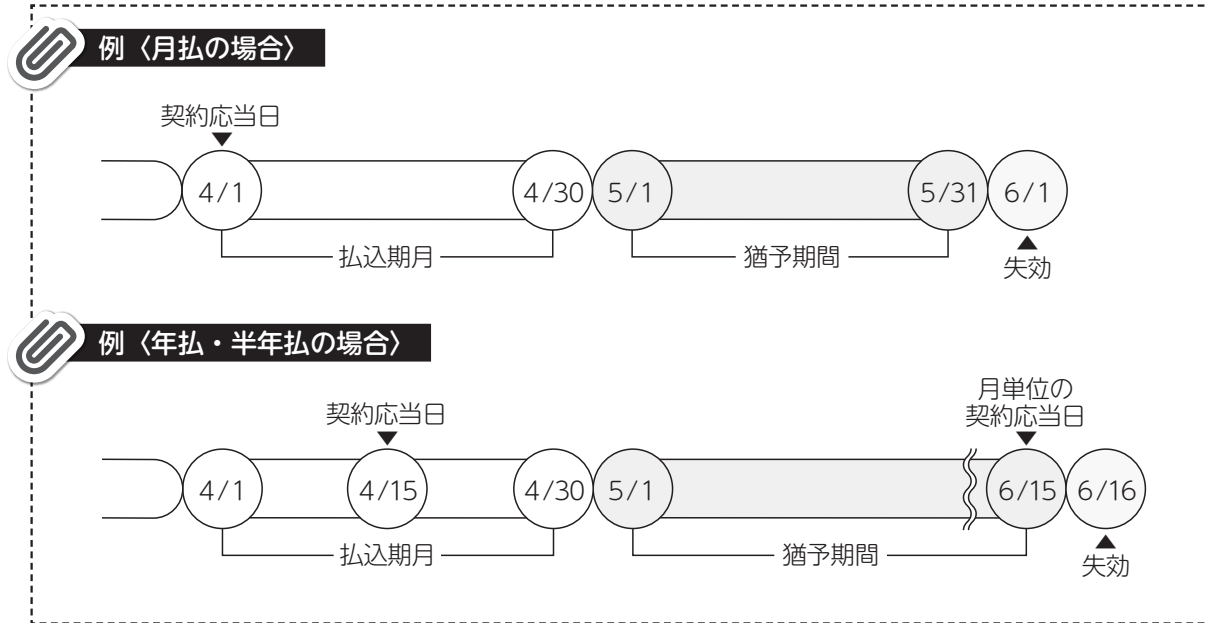 例〈月払の場合〉
契約応当日
4/1
4/30
5/1
5/31
6/1
払込期月
猶予期間
失効
例〈年払・半年払の場合〉
月単位の
契約応当日
契約応当日
4/1
4/15
4/30
5/1
6/15
6/16
払込期月
猶予期間
失効